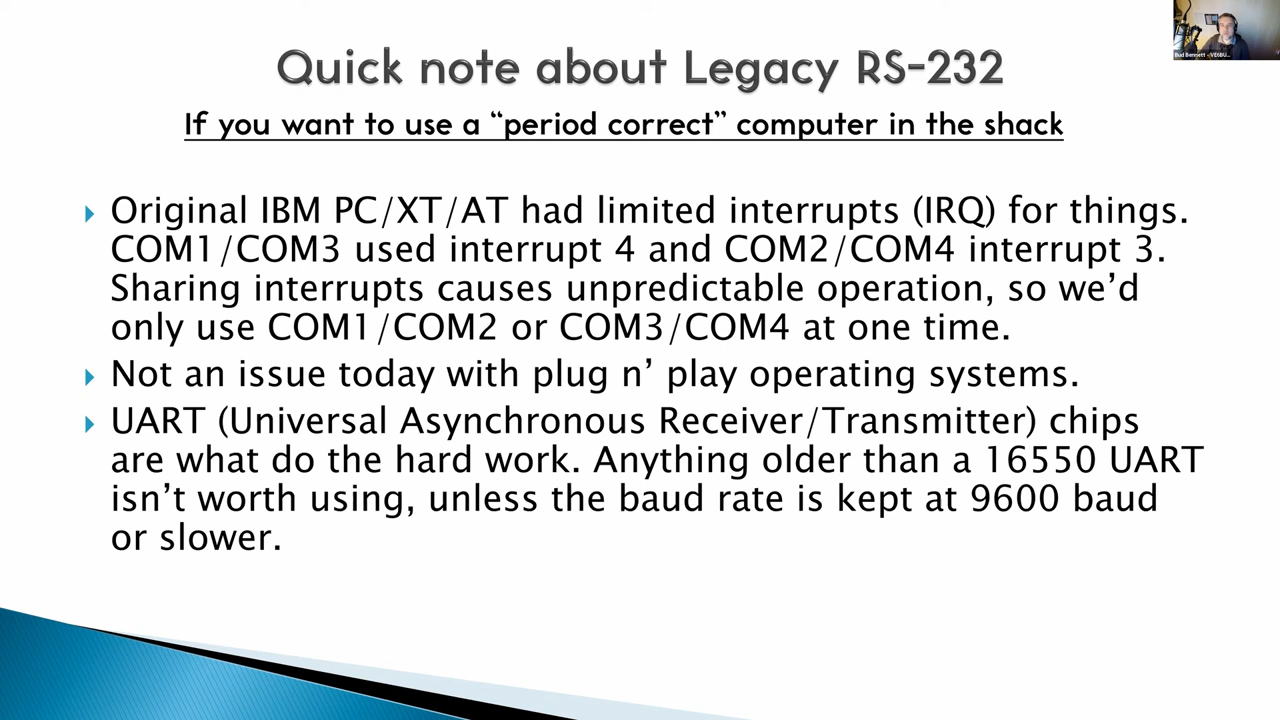 Quick note about Legacy RS-232
If you want to use a “period correct” computer in the shack
Original IBM PC/XT/AT had limited interrupts (IRQ) for things.
COM1/COM3 used interrupt 4 and COM2/COM4 interrupt 3.
Sharing interrupts causes unpredictable operation, so we’d
only use COM1/COM2 or COM3/COM4 at one time.
Not an issue today with plug n’ play operating systems.
UART (Universal Asynchronous Receiver/Transmitter) chips
are what do the hard work. Anything older than a 16550 UART
isn’t worth using, unless the baud rate is kept at 9600 baud
or slower.
Bud Bennett